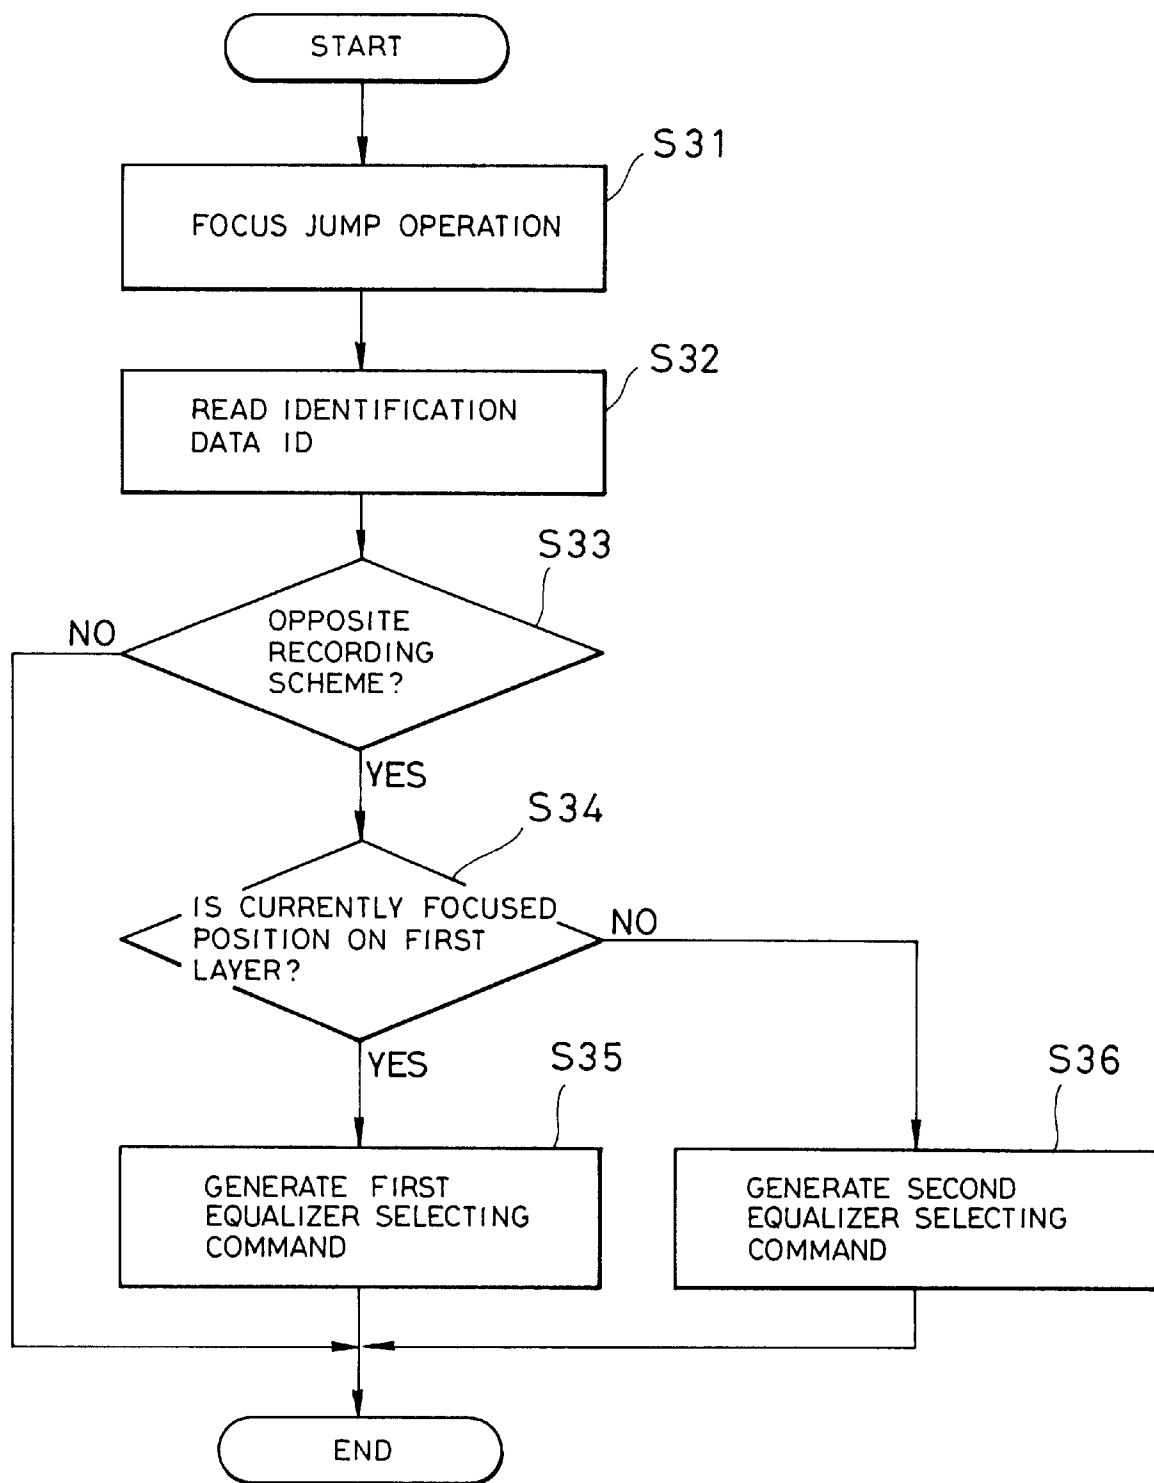 START
S31
FOCUS JUMP OPERATION
S32
READ IDENTIFICATION
DATA ID
S33
OPPOSITE
RECORDING
SCHEME?
NO
YES
S34
IS CURRENTLY FOCUSED
POSITION ON FIRST
LAYER?
NO
YES
S35
S36
GENERATE FIRST
EQUALIZER SELECTING
COMMAND
GENERATE SECOND
EQUALIZER SELECTING
COMMAND
END